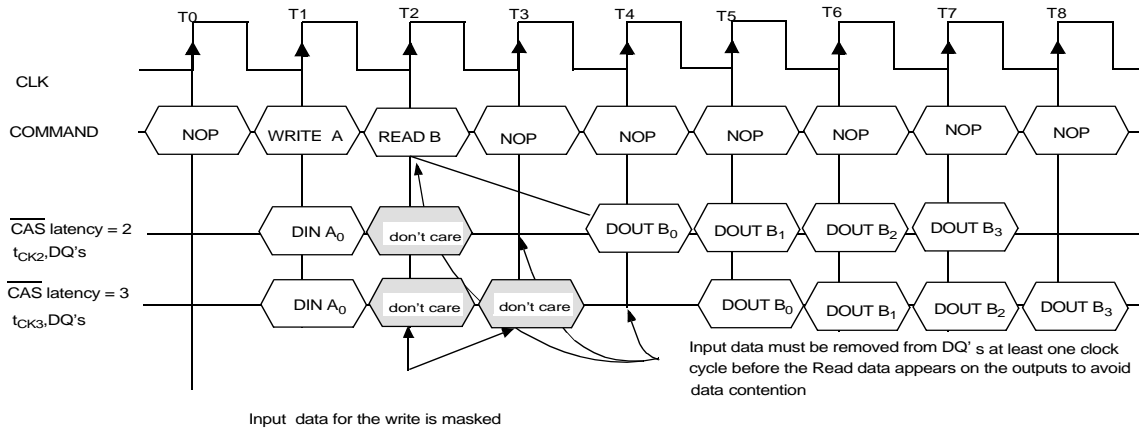 T0 T1 T2 T3 T4 T5 T6 T7 T8
CLK
COMMAND NOP WRITE A READ B NOP NOP NOP NOP NOP NOP
CAS latency = 2 DIN A0 don't care DOUT B0 DOUT B1 DOUT B2 DOUT B3
tCK2,DQ's
CAS latency = 3 DIN A0 don't care don't care DOUT B0 DOUT B1 DOUT B2 DOUT B3
tCK3,DQ's
Input data must be removed from DQ' s at least one clock
cycle before the Read data appears on the outputs to avoid
data contention
Input data for the write is masked